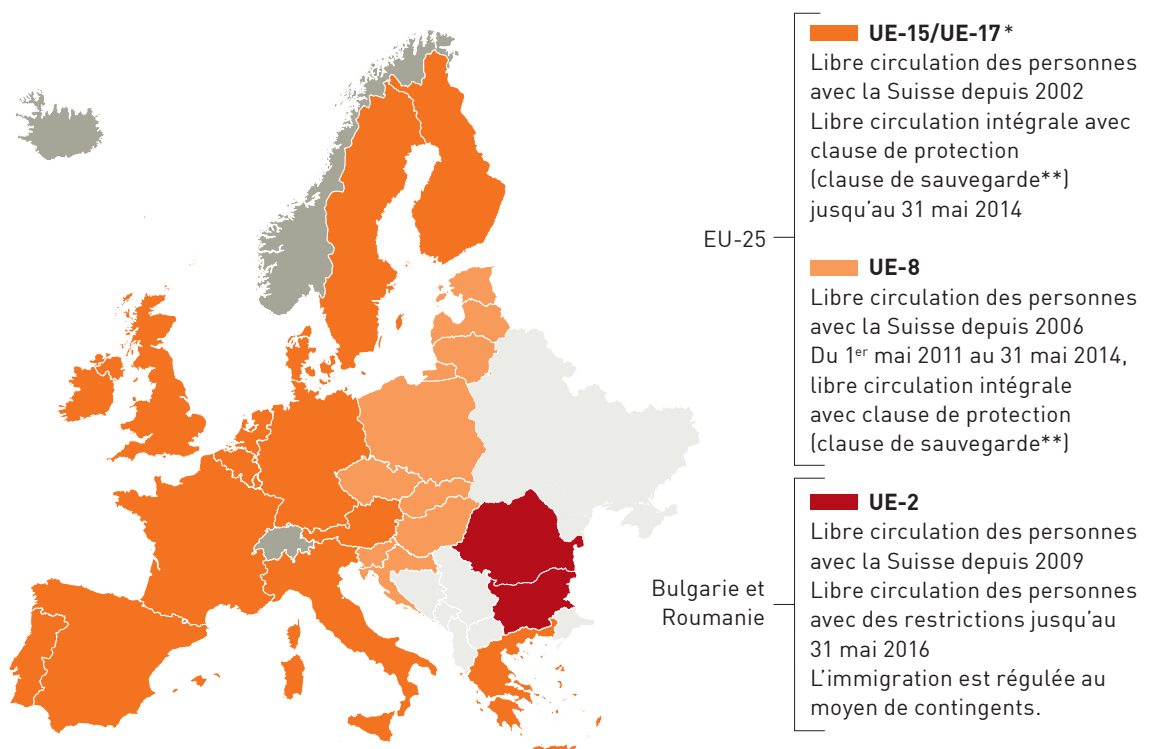 UE-15/UE-17*
Libre circulation des personnes
avec la Suisse depuis 2002
Libre circulation intégrale avec
clause de protection
(clause de sauvegarde**)
jusqu’au 31 mai 2014
EU-25
UE-8
Libre circulation des personnes
avec la Suisse depuis 2006
Du 1er mai 2011 au 31 mai 2014,
libre circulation intégrale
avec clause de protection
(clause de sauvegarde**)
Bulgarie et
Roumanie
UE-2
Libre circulation des personnes
avec la Suisse depuis 2009
Libre circulation des personnes
avec des restrictions jusqu’au
31 mai 2016
L’immigration est régulée au
moyen de contingents.